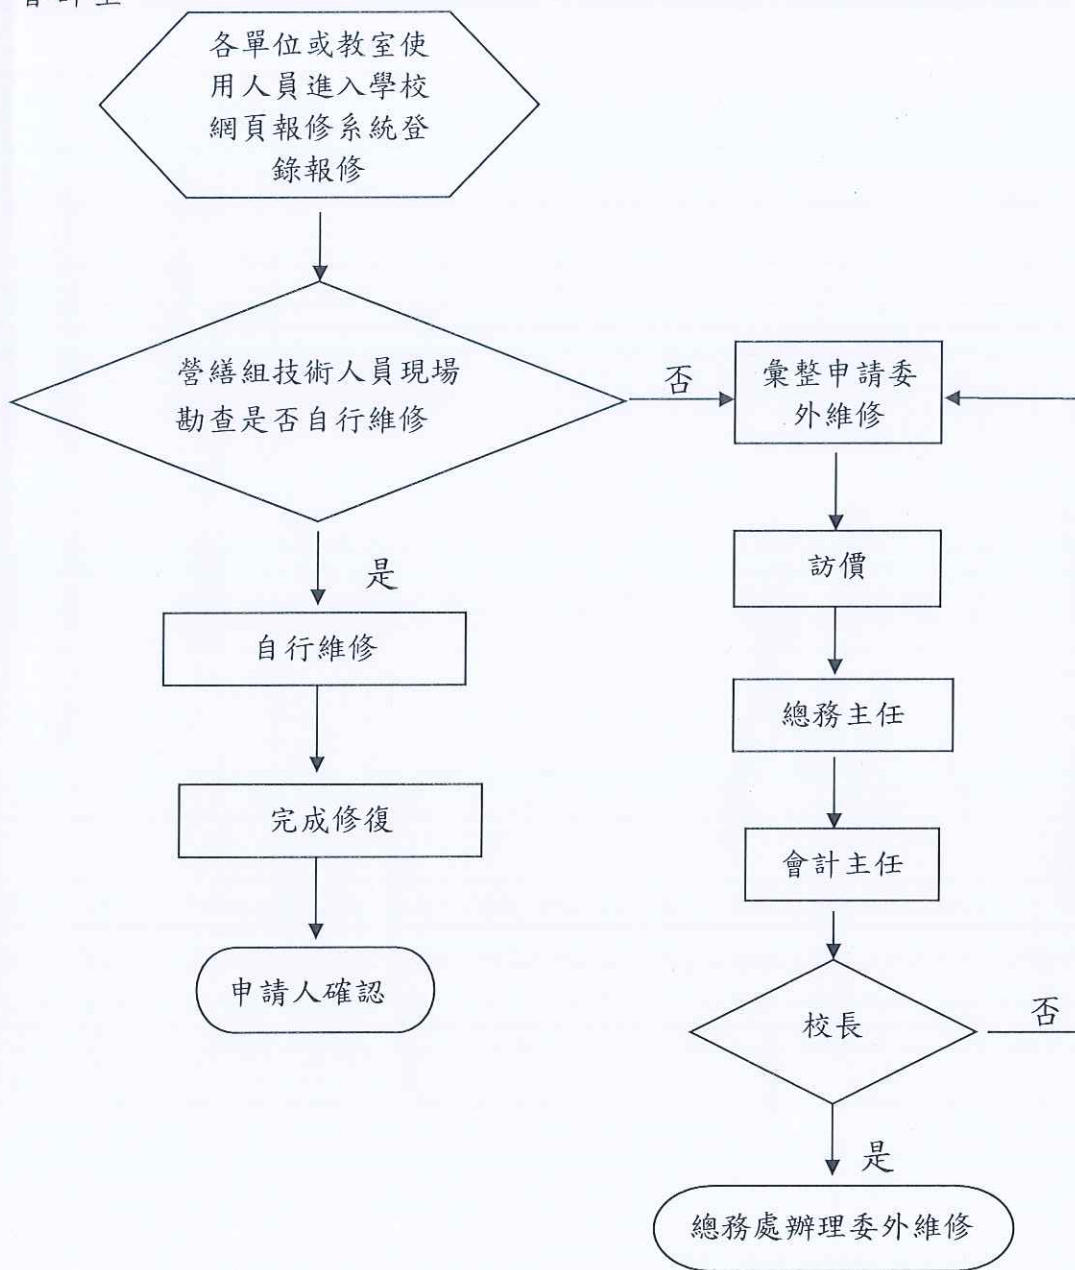 各單位或教室使
用人員進入學校
網頁報修系統登
錄報修
營繕組技術人員現場
勘查是否自行維修
否
彙整申請委
外維修
是
訪價
自行維修
總務主任
完成修復
會計主任
申請人確認
校長
否
是
總務處辦理委外維修